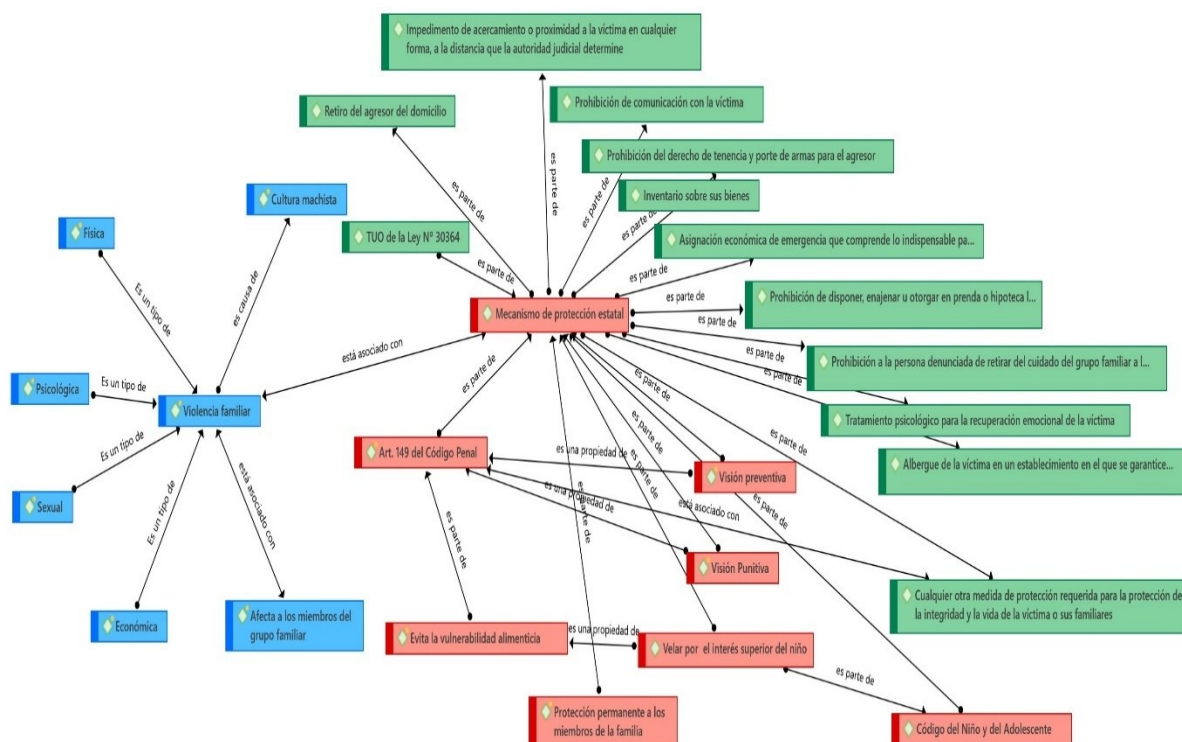 Impedimento de acercamiento o proximidad a la victima en cualquier
forma, a la distancia que la autoridad judicial determine
Retiro del agresor del domicilio
Prohibición de comunicación con la víctima
Prohibición del derecho de tenencia y porte de armas para el agresor
Inventario sobre sus bienes
Cultura machista
Física
TUO de la Ley N° 30364
Asignación económica de emergencia que comprende lo indispensable pa...
Mecanismo de protección estatal
Prohibición de disponer, enajenar u otorgar en prenda o hipoteca l...
Prohibición a la persona denunciada de retirar del cuidado del grupo familiar a l...
Psicológica
Violencia familiar
Tratamiento psicológico para la recuperación emocional de la víctima
Art. 149 del Código Penal
Albergue de la víctima en un establecimiento en el que se garantice...
Visión preventiva
Sexual
Visión Punitiva
Cualquier otra medida de protección requerida para la protección de
la integridad y la vida de la víctima o sus familiares
Económica
Afecta a los miembros del
grupo familiar
Evita la vulnerabilidad alimenticia
Velar por el interés superior del niño
Protección permanente a los
miembros de la familia
Código del Niño y del Adolescente
es parte de
es parte de
es parte de
es parte de
es parte de
es parte de
es parte de
es parte de
es parte de
es parte de
Es un tipo de
es causa de
está asociado con
Es un tipo de
Es un tipo de
Es un tipo de
está asociado con
es parte de
es parte de
es parte de
es parte de
es parte de
es parte de
es una propiedad de
es una propiedad de
está asociado con
es parte de
es parte de
es una propiedad de
es parte de